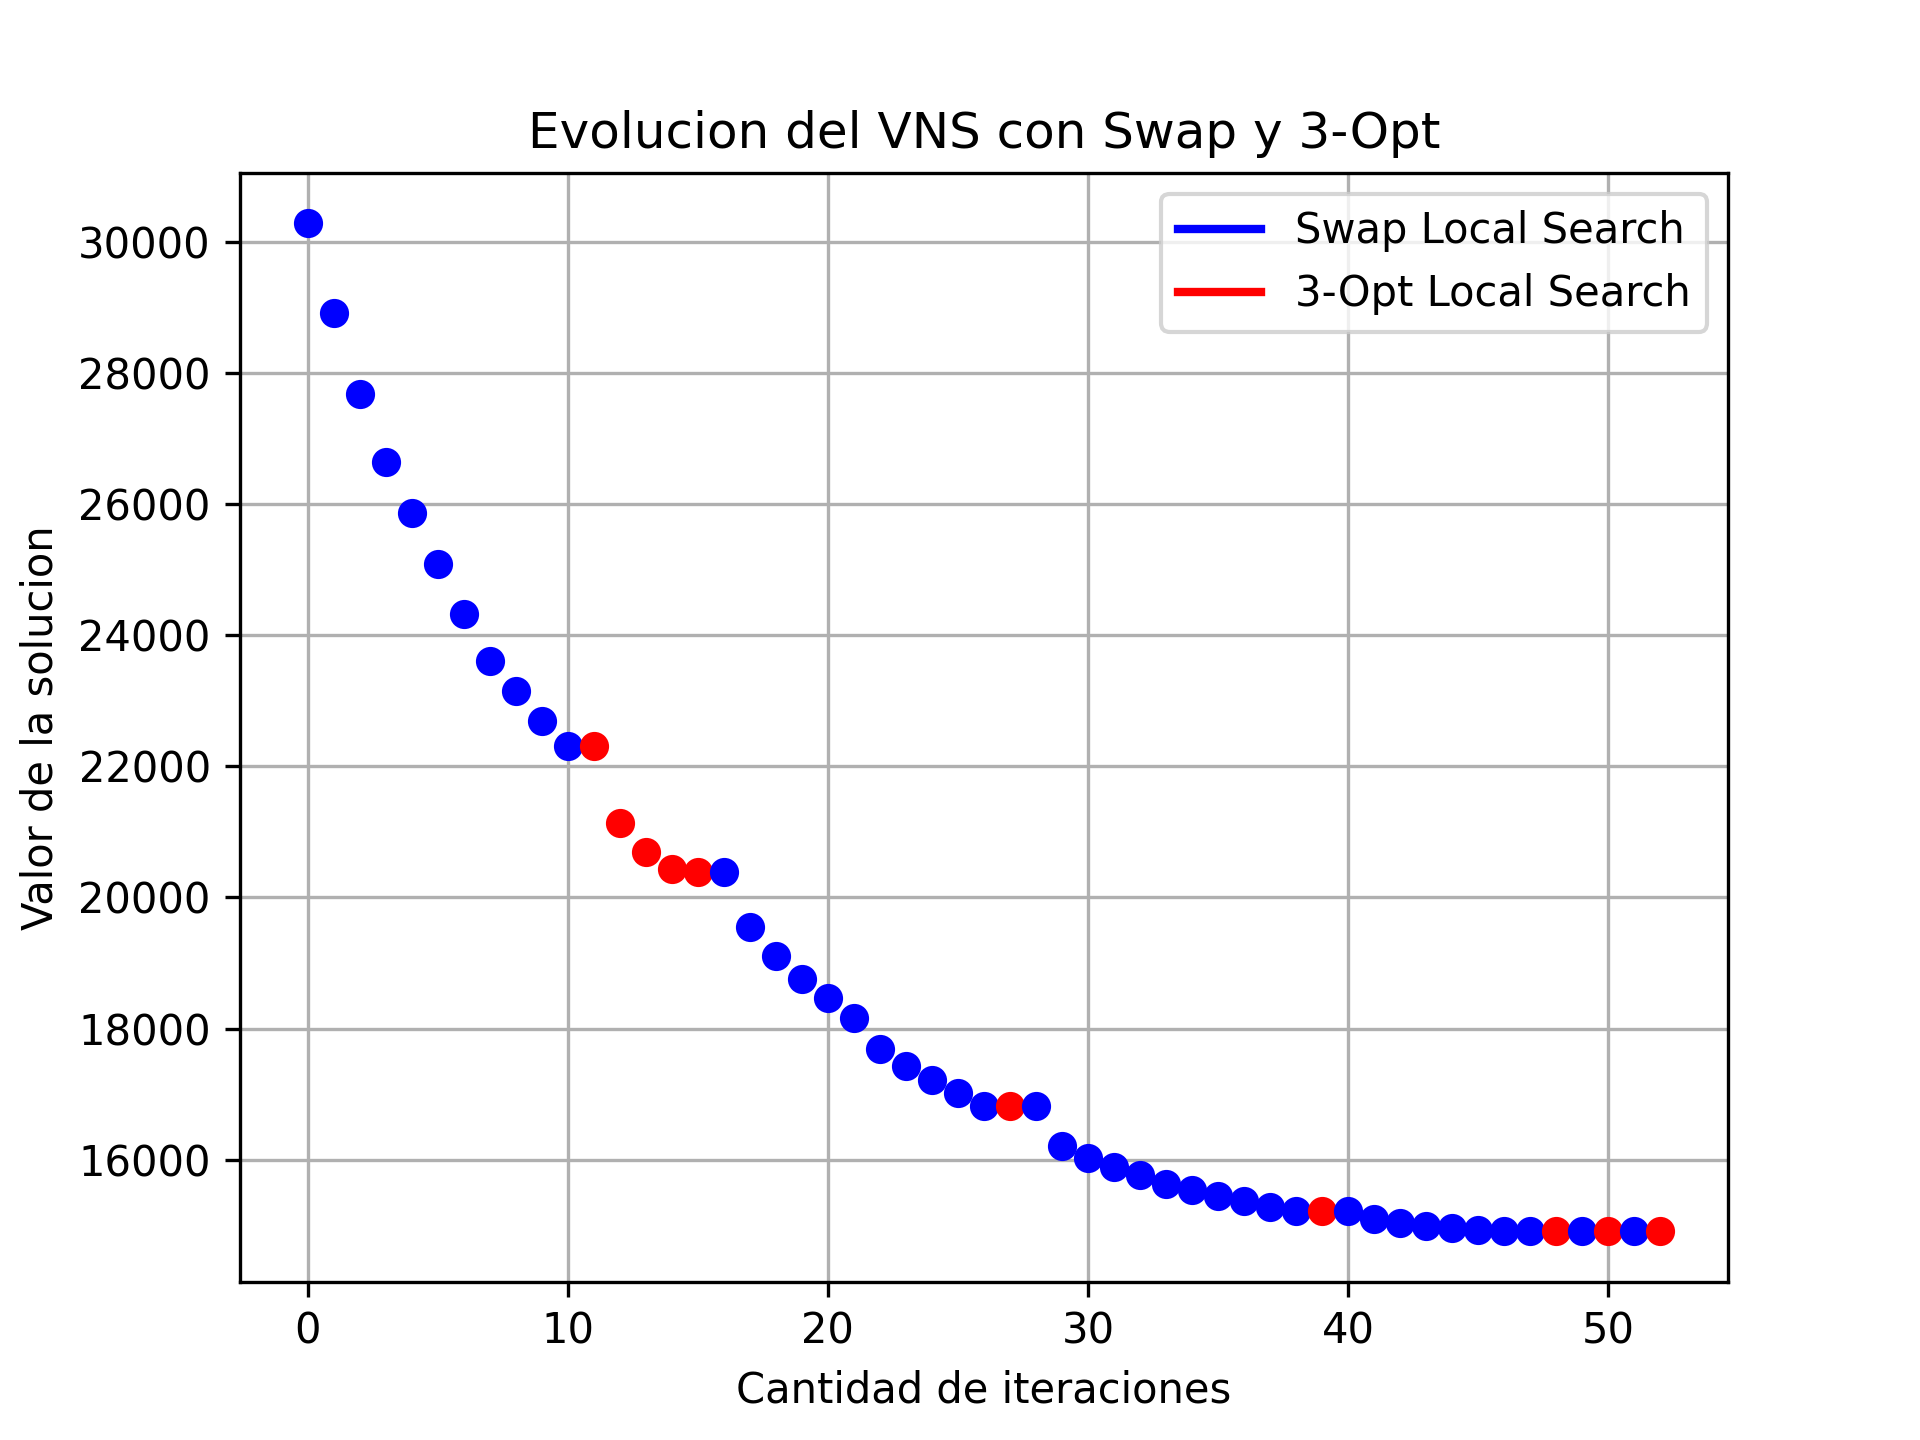 Evolucion del VNS con Swap y 3-Opt
Swap Local Search
3-Opt Local Search
Valor de la solucion
30000
28000
26000
24000
22000
20000
18000
16000
0 10 20 30 40 50
Cantidad de iteraciones